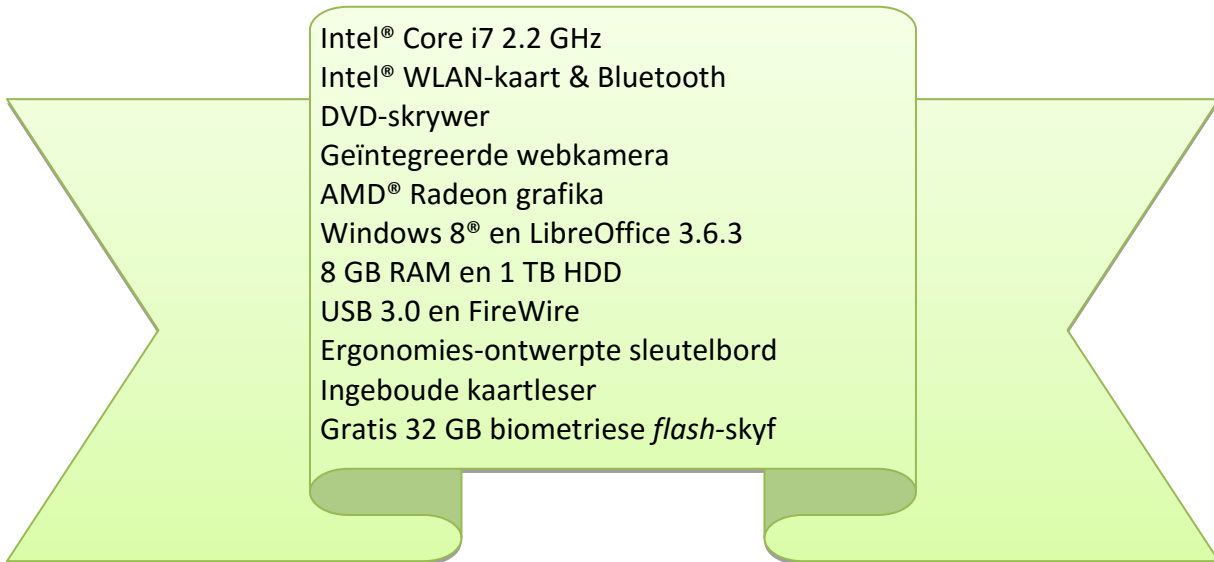 Intel® Core i7 2.2 GHz
Intel® WLAN-kaart & Bluetooth
DVD-skrywer
Geïntegreerde webkamera
AMD® Radeon grafika
Windows 8® en LibreOffice 3.6.3
8 GB RAM en 1 TB HDD
USB 3.0 en FireWire
Ergonomies-ontwerpte sleutelbord
Ingeboude kaartleser
Gratis 32 GB biometriese flash-skyf